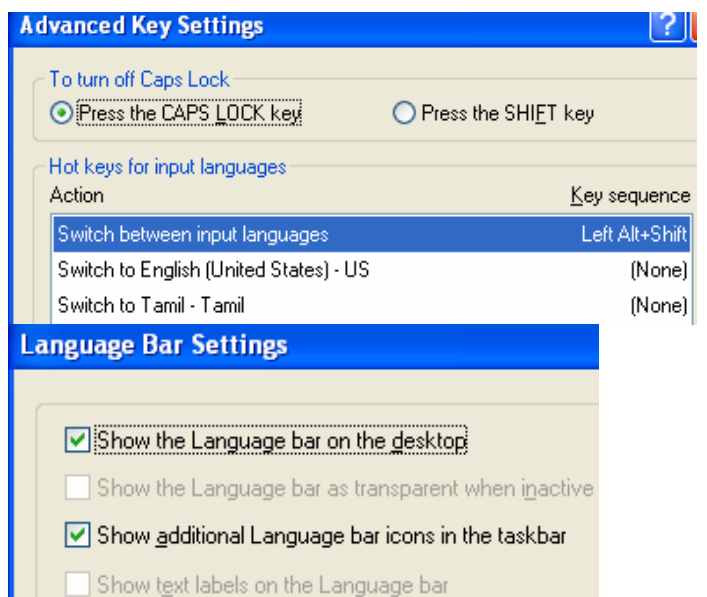 Advanced Key Settings
?
To turn off Caps Lock
Press the CAPS LOCK key Press the SHIFT key
Hot keys for input languages
Action Key sequence
Switch between input languages Left Alt+Shift
Switch to English (United States) - US (None)
Switch to Tamil - Tamil (None)
Language Bar Settings
Show the Language bar on the desktop
Show the Language bar as transparent when inactive
Show additional Language bar icons in the taskbar
Show text labels on the Language bar